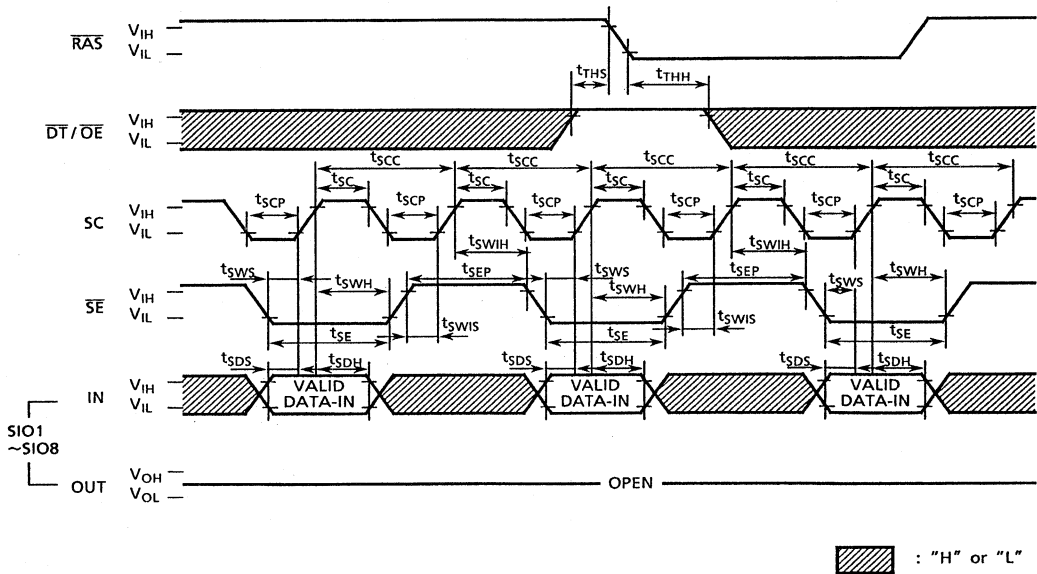 RAS VIH
VIL
tTHS tTHH
DT / OE VIH
VIL
tSCC tSCC tSCC tSCC tSCC
tSCP tSC tSCP tSC tSCP tSC tSCP tSC tSCP tSC tSCP
SC VIH
VIL
tSWIH tSWIH
tSWS tSWH tSEP tSWS tSWH tSEP tSWS tSWH
SE VIH
VIL
tSE tSWIS tSE tSWIS tSE
tSDS tSDH tSDS tSDH tSDS tSDH
IN VIH
VIL
VALID
DATA-IN
VALID
DATA-IN
VALID
DATA-IN
SIO1
~SIO8
OUT VOH
VOL
OPEN
: "H" or "L"